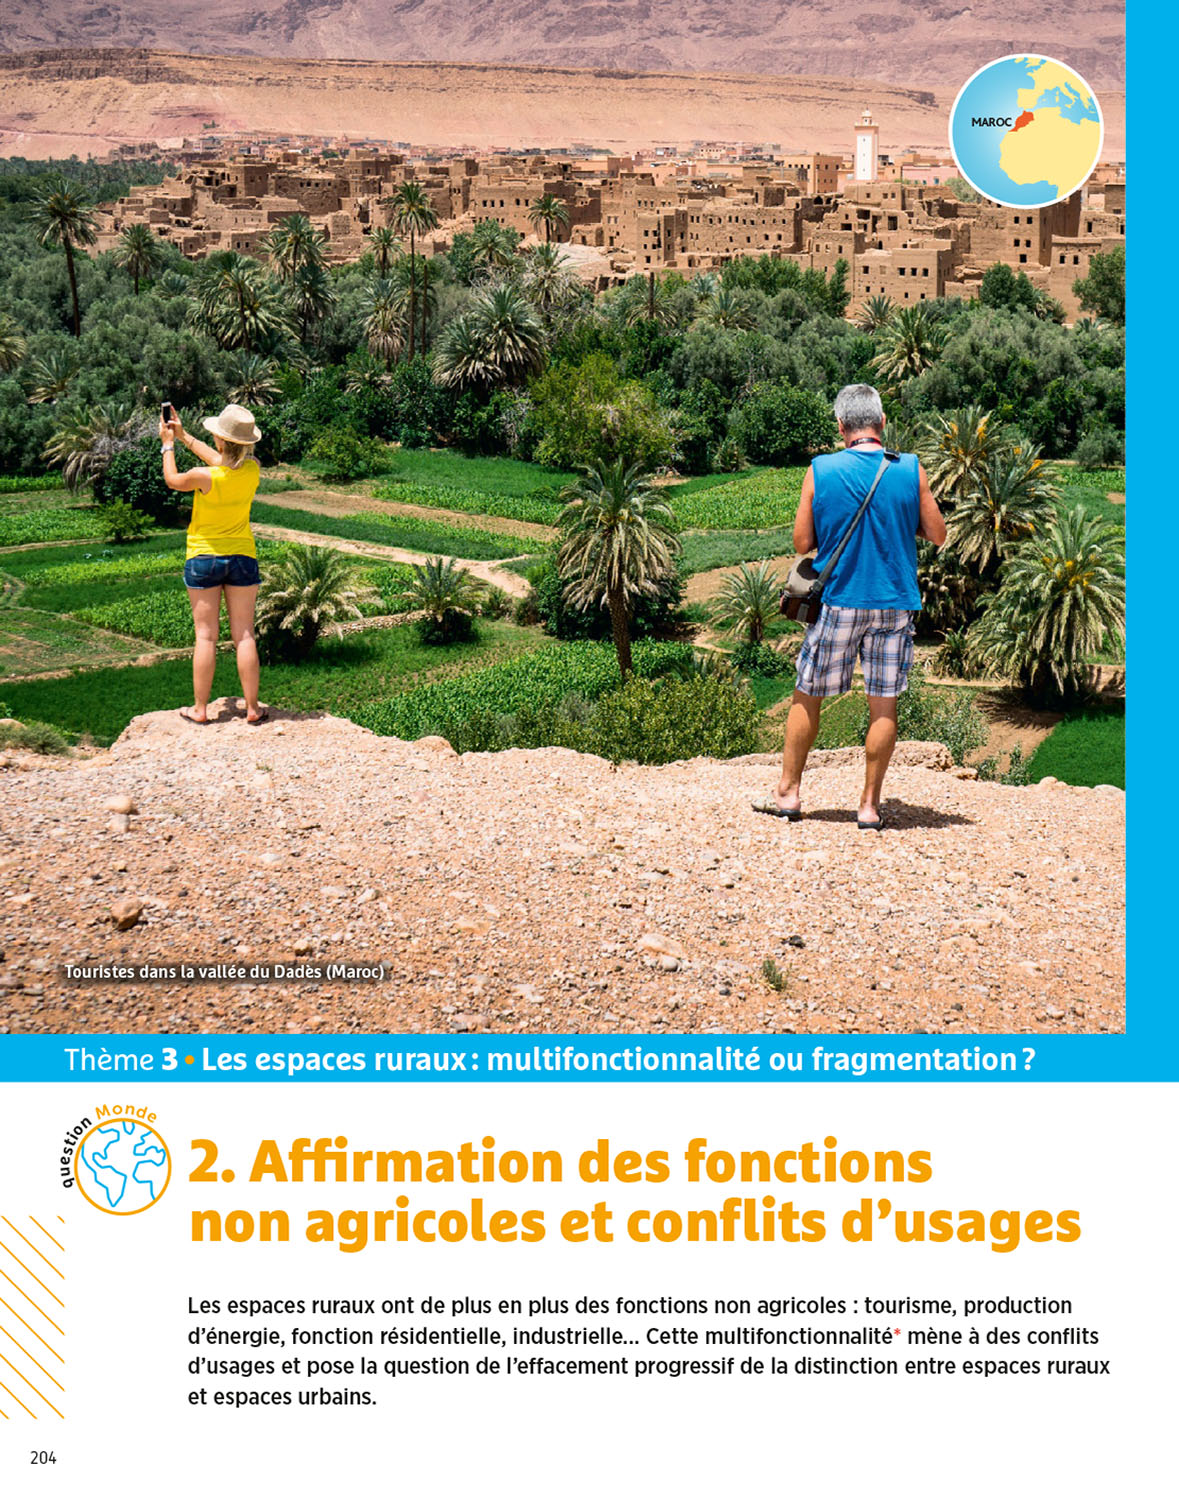 MAROC
Touristes dans la vallée du Dadès (Maroc)
Thème 3 • Les espaces ruraux : multifonctionnalité ou fragmentation ?
question Monde
2. Affirmation des fonctions
non agricoles et conflits d’usages
Les espaces ruraux ont de plus en plus des fonctions non agricoles : tourisme, production
d’énergie, fonction résidentielle, industrielle... Cette multifonctionnalité* mène à des conflits
d’usages et pose la question de l’effacement progressif de la distinction entre espaces ruraux
et espaces urbains.
204